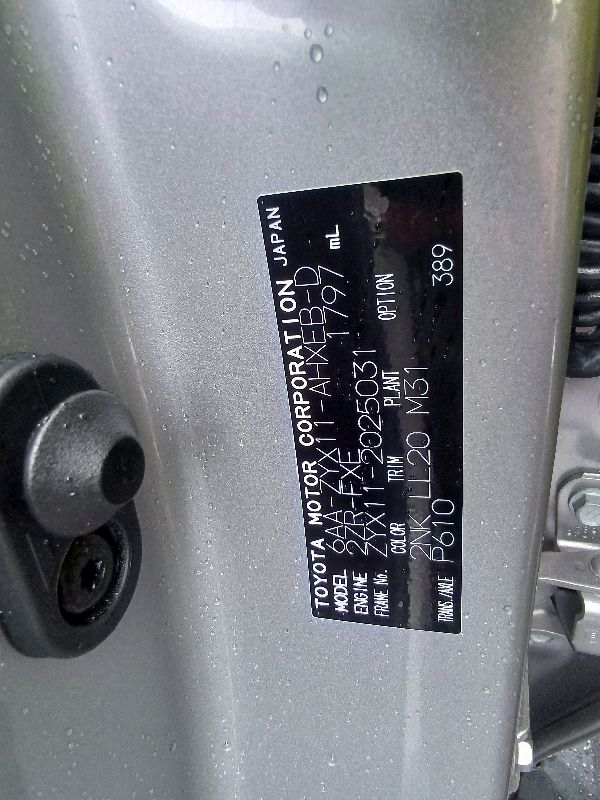 TOYOTA MOTOR CORPORATION JAPAN
MODEL 6AA-ZYX11-AHXEB-D
ENGINE 2ZR-FXE 1797 mL
FRAME No. ZYX11-2025031
COLOR TRIM PLANT OPTION
2NK LL20 M31
TRANS./AXLE P610 389